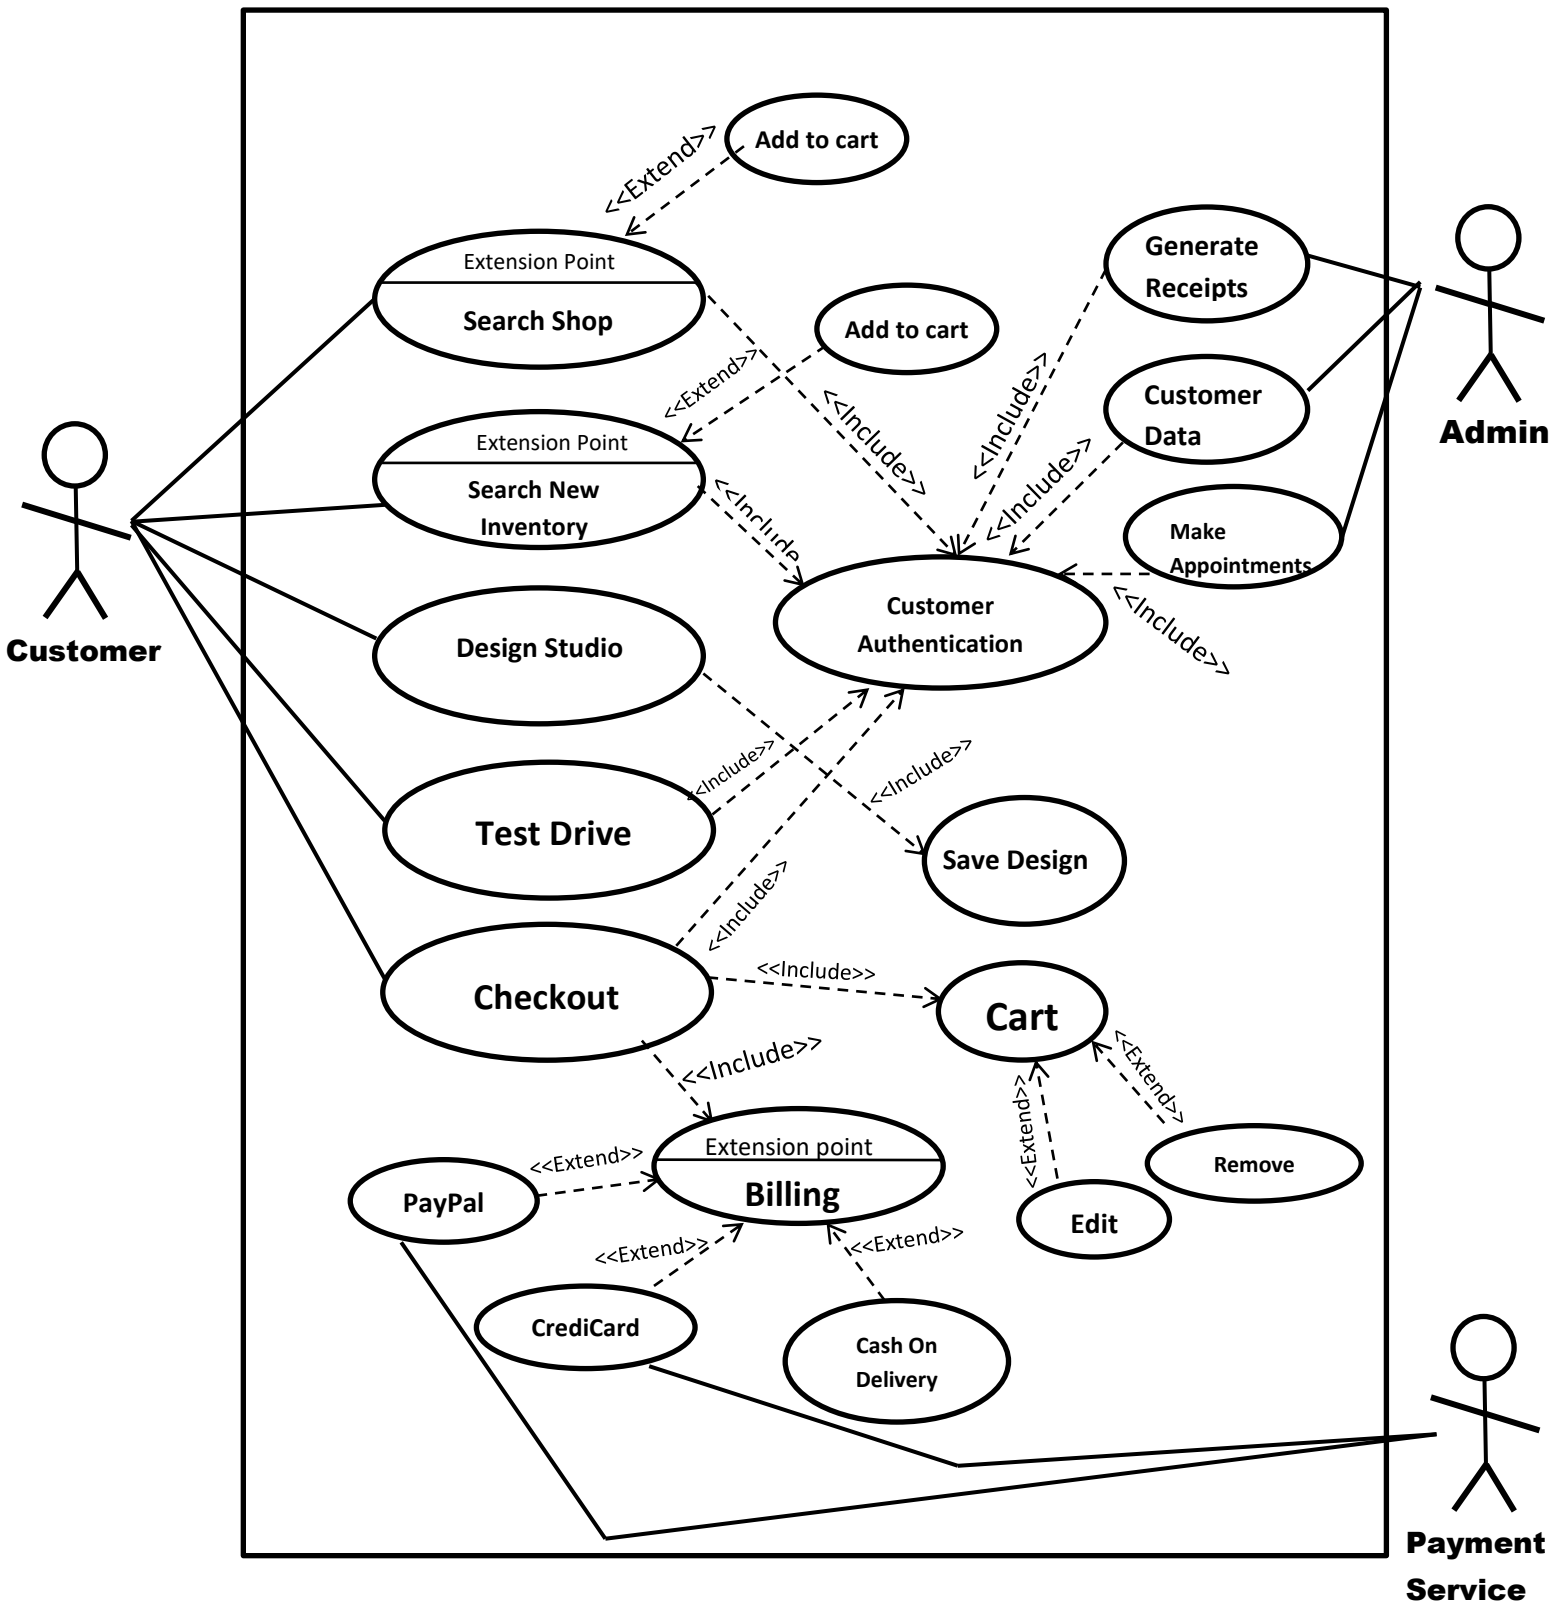 Add to cart
<<Extend>>
Extension Point
Search Shop
Generate
Receipts
Add to cart
<<Extend>>
<<Include>>
<<Include>>
Customer
Data
Admin
Extension Point
Search New
Inventory
<<Include
<<Include>>
Make
Appointments
<<Include>>
Customer
Authentication
Customer
Design Studio
<<Include>>
<<Include>>
Test Drive
Save Design
<<Include>>
Checkout
<<Include>>
Cart
<<Include>>
<<Extend>>
<<Extend>>
Extension point
Billing
<<Extend>>
PayPal
Remove
Edit
<<Extend>>
<<Extend>>
CrediCard
Cash On
Delivery
Payment
Service